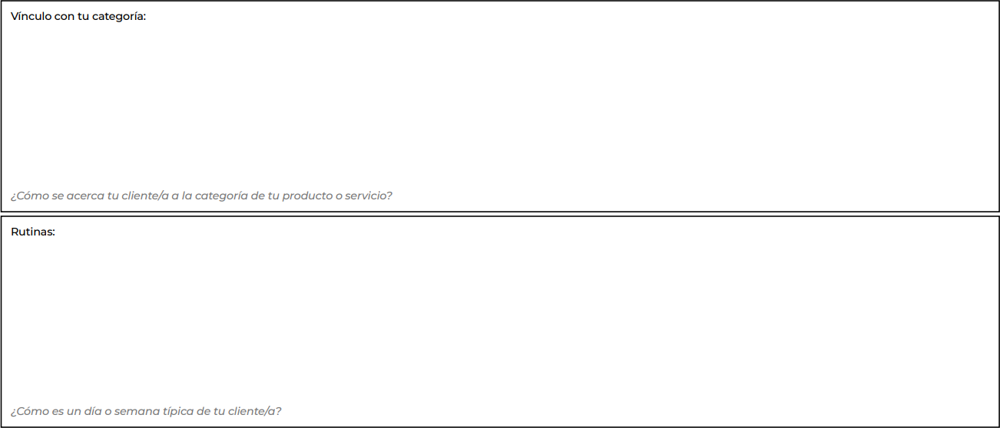 Vínculo con tu categoría:
¿Cómo se acerca tu cliente/a a la categoría de tu producto o servicio?
Rutinas:
¿Cómo es un día o semana típica de tu cliente/a?